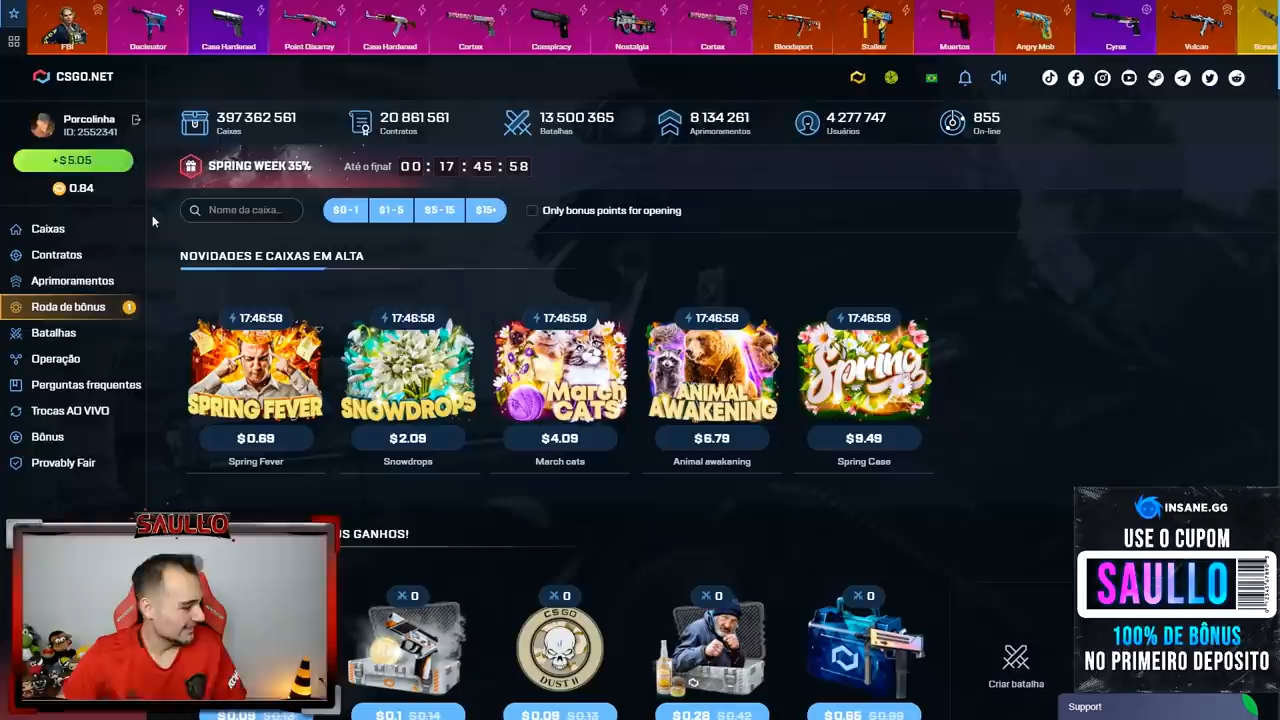 FBI
Decimator
Case Hardened
Point Disarray
Case Hardened
Cortex
Conspiracy
Nostalgia
Cortex
Bloodsport
Stalker
Muertos
Angry Mob
Cyrex
Vulcan
Boreal
CSGO.NET
Porcolinha
ID: 2552341
+$5.05
0.84
397 362 561
Caixas
20 861 561
Contratos
13 500 365
Batalhas
8 134 261
Aprimoramentos
4 277 747
Usuários
855
On-line
SPRING WEEK 35%
Até o final
00 : 17 : 45 : 58
Nome da caixa...
$0 - 1
$1 - 5
$5 - 15
$15+
Only bonus points for opening
Caixas
Contratos
Aprimoramentos
Roda de bônus
1
Batalhas
Operação
Perguntas frequentes
Trocas AO VIVO
Bônus
Provably Fair
NOVIDADES E CAIXAS EM ALTA
17:46:58
17:46:58
17:46:58
17:46:58
17:46:58
SPRING FEVER
SNOWDROPS
March CATS
ANIMAL AWAKENING
Spring
$0.69
$2.09
$4.09
$6.79
$9.49
Spring Fever
Snowdrops
March cats
Animal awakening
Spring Case
S GANHOS!
0
0
0
0
CS GO
DUST II
Criar batalha
$0.09 $0.13
$0.1 $0.14
$0.09 $0.13
$0.28 $0.42
$0.65 $0.99
SAULLO
INSANE.GG
USE O CUPOM
SAULLO
100% DE BÔNUS
NO PRIMEIRO DEPOSITO
Support